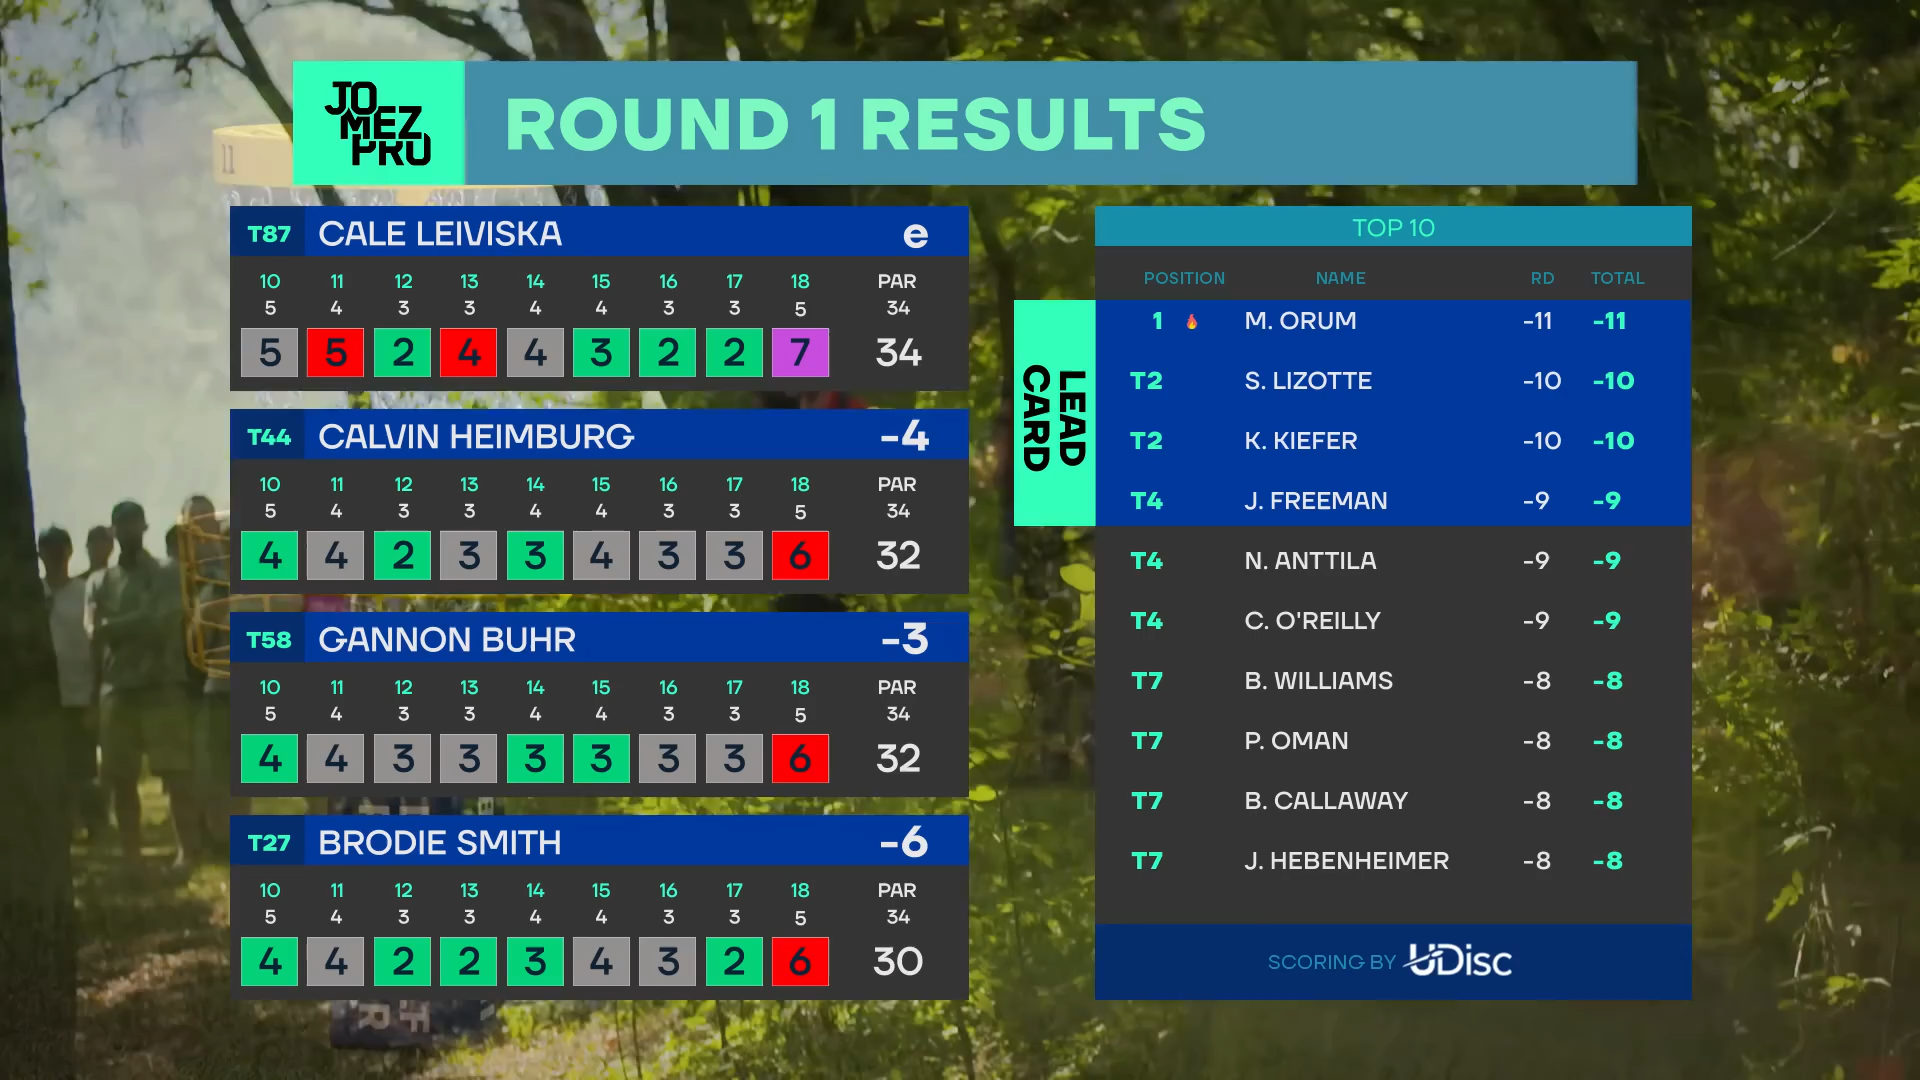 JO
MEZ
PRU
ROUND 1 RESULTS
11
T87 CALE LEIVISKA e
10 11 12 13 14 15 16 17 18 PAR
5 4 3 3 4 4 3 3 5 34
5 5 2 4 4 3 2 2 7 34
T44 CALVIN HEIMBURG -4
10 11 12 13 14 15 16 17 18 PAR
5 4 3 3 4 4 3 3 5 34
4 4 2 3 3 4 3 3 6 32
T58 GANNON BUHR -3
10 11 12 13 14 15 16 17 18 PAR
5 4 3 3 4 4 3 3 5 34
4 4 3 3 3 3 3 3 6 32
T27 BRODIE SMITH -6
10 11 12 13 14 15 16 17 18 PAR
5 4 3 3 4 4 3 3 5 34
4 4 2 2 3 4 3 2 6 30
TOP 10
POSITION NAME RD TOTAL
LEAD
CARD
1 M. ORUM -11 -11
T2 S. LIZOTTE -10 -10
T2 K. KIEFER -10 -10
T4 J. FREEMAN -9 -9
T4 N. ANTTILA -9 -9
T4 C. O'REILLY -9 -9
T7 B. WILLIAMS -8 -8
T7 P. OMAN -8 -8
T7 B. CALLAWAY -8 -8
T7 J. HEBENHEIMER -8 -8
SCORING BY UDisc